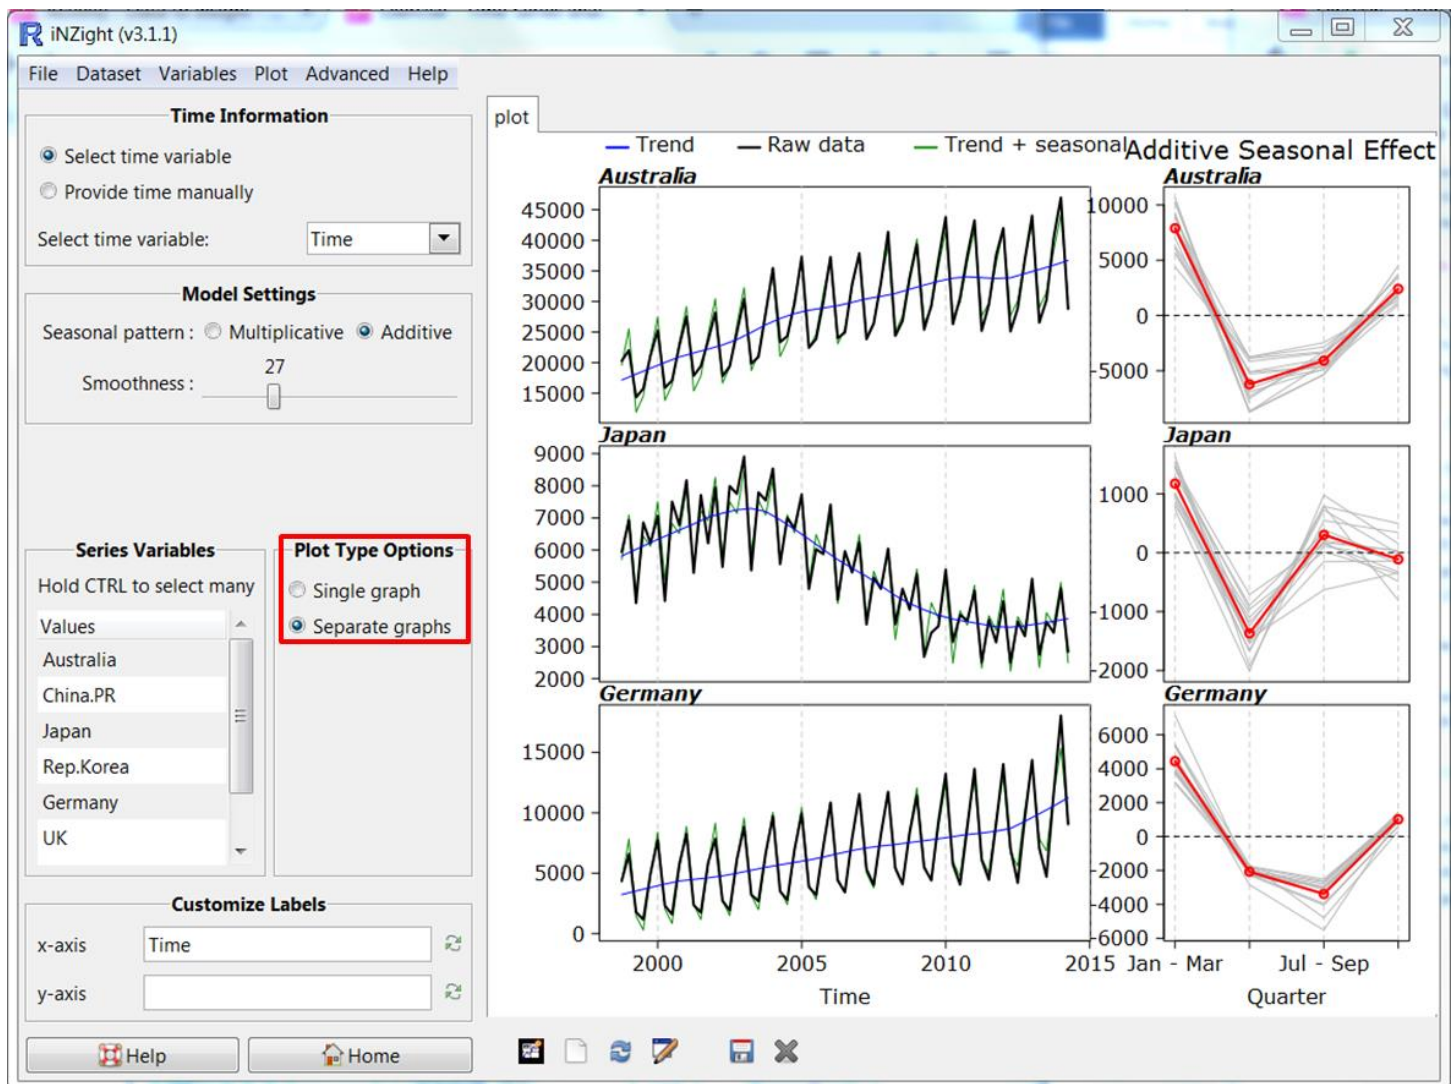 iNZight (v3.1.1)
File Dataset Variables Plot Advanced Help
Time Information
Select time variable
Provide time manually
Select time variable: Time
Model Settings
Seasonal pattern : Multiplicative Additive
27
Smoothness :
Series Variables
Hold CTRL to select many
Values
Australia
China.PR
Japan
Rep.Korea
Germany
UK
Plot Type Options
Single graph
Separate graphs
Customize Labels
x-axis Time
y-axis
Help Home
plot
Trend Raw data Trend + seasonal
Additive Seasonal Effect
Australia
45000
40000
35000
30000
25000
20000
15000
Australia
10000
5000
0
-5000
Japan
9000
8000
7000
6000
5000
4000
3000
2000
Japan
1000
0
-1000
-2000
Germany
15000
10000
5000
0
Germany
6000
4000
2000
0
-2000
-4000
-6000
2000 2005 2010 2015
Time
Jan - Mar Jul - Sep
Quarter